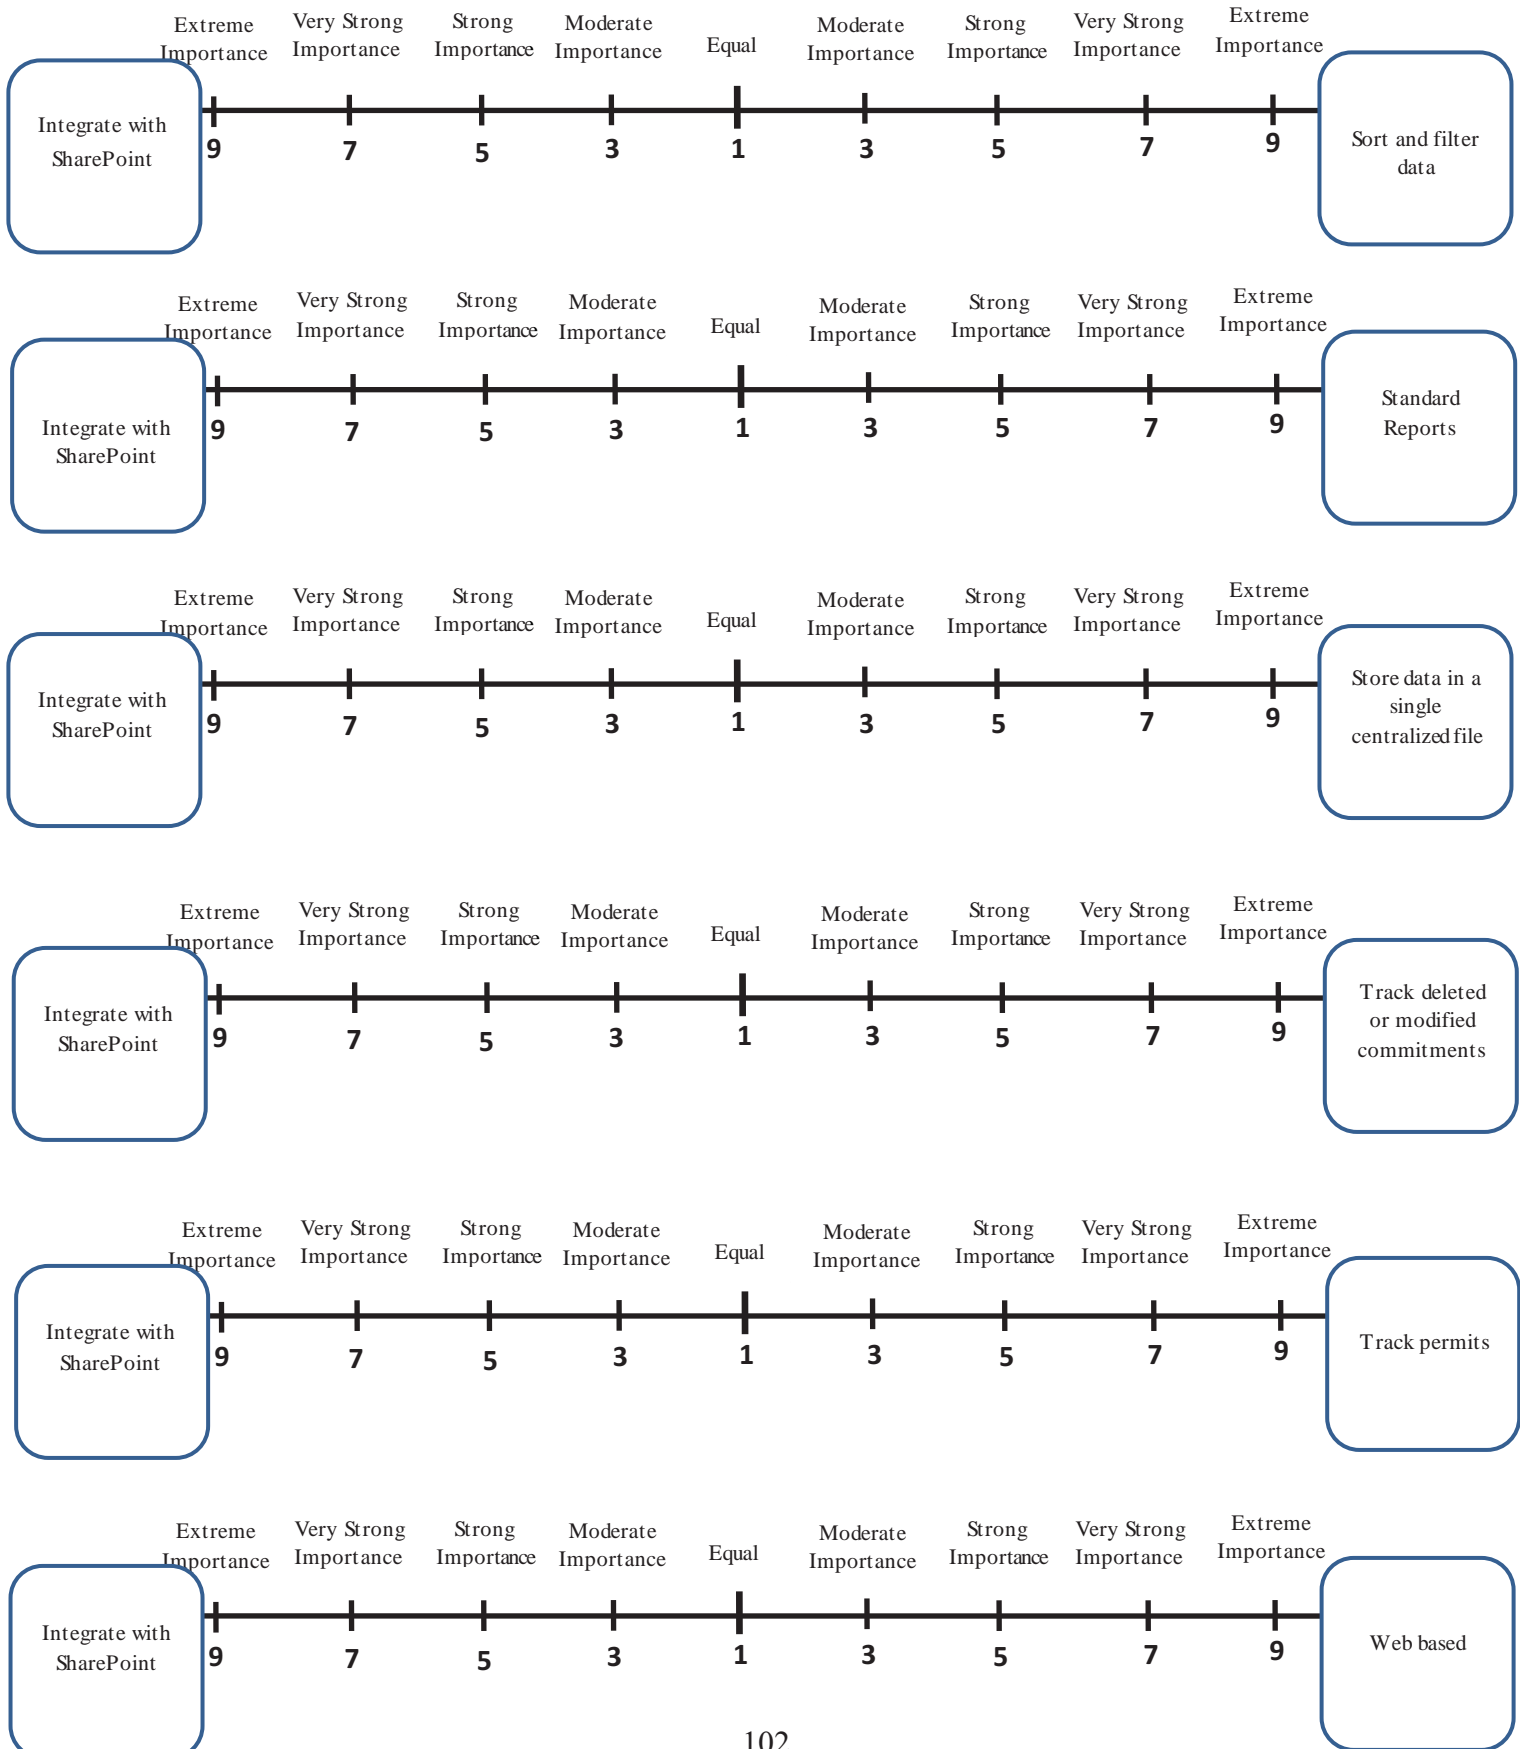 Extreme Very Strong Strong Moderate Equal Moderate Strong Very Strong Extreme
Importance Importance Importance Importance Importance Importance Importance Importance
Integrate with
SharePoint
9 7 5 3 1 3 5 7 9
Sort and filter
data
Extreme Very Strong Strong Moderate Equal Moderate Strong Very Strong Extreme
Importance Importance Importance Importance Importance Importance Importance Importance
Integrate with
SharePoint
9 7 5 3 1 3 5 7 9
Standard
Reports
Extreme Very Strong Strong Moderate Equal Moderate Strong Very Strong Extreme
Importance Importance Importance Importance Importance Importance Importance Importance
Integrate with
SharePoint
9 7 5 3 1 3 5 7 9
Store data in a
single
centralized file
Extreme Very Strong Strong Moderate Equal Moderate Strong Very Strong Extreme
Importance Importance Importance Importance Importance Importance Importance Importance
Integrate with
SharePoint
9 7 5 3 1 3 5 7 9
Track deleted
or modified
commitments
Extreme Very Strong Strong Moderate Equal Moderate Strong Very Strong Extreme
Importance Importance Importance Importance Importance Importance Importance Importance
Integrate with
SharePoint
9 7 5 3 1 3 5 7 9
Track permits
Extreme Very Strong Strong Moderate Equal Moderate Strong Very Strong Extreme
Importance Importance Importance Importance Importance Importance Importance Importance
Integrate with
SharePoint
9 7 5 3 1 3 5 7 9
Web based
102